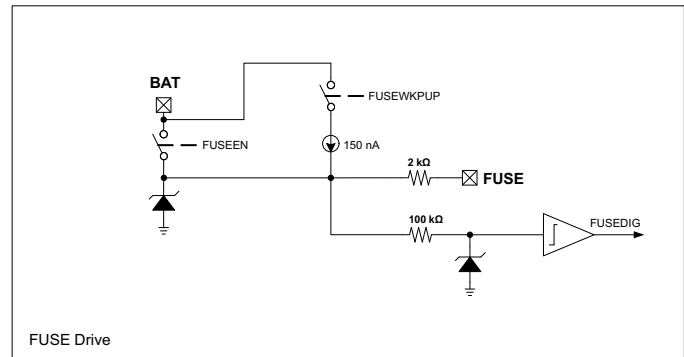 BAT
FUSEWKPUP
FUSEEN
150 nA
2 kΩ
FUSE
100 kΩ
FUSEDIG
FUSE Drive